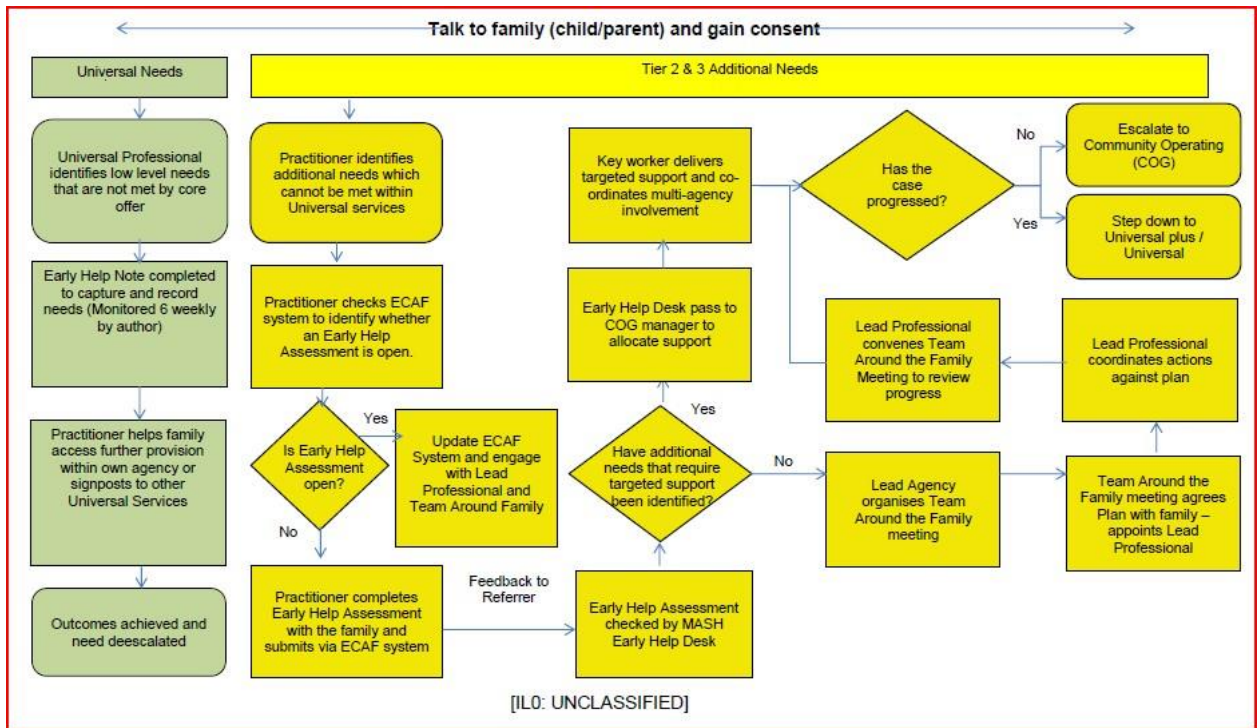 Talk to family (child/parent) and gain consent
Universal Needs
Tier 2 & 3 Additional Needs
Universal Professional
identifies low level needs
that are not met by core
offer
Early Help Note completed
to capture and record
needs (Monitored 6 weekly
by author)
Practitioner helps family
access further provision
within own agency or
signposts to other
Universal Services
Outcomes achieved and
need deescalated
Practitioner identifies
additional needs which
cannot be met within
Universal services
Practitioner checks ECAF
system to identify whether
an Early Help
Assessment is open.
Is Early Help
Assessment
open?
Yes
Update ECAF
System and engage
with Lead
Professional and
Team Around Family
No
Practitioner completes
Early Help Assessment
with the family and
submits via ECAF system
Feedback to
Referrer
Early Help Assessment
checked by MASH
Early Help Desk
Have additional
needs that require
targeted support
been identified?
Yes
Early Help Desk pass to
COG manager to
allocate support
Key worker delivers
targeted support and co-
ordinates multi-agency
involvement
No
Lead Agency
organises Team
Around the Family
meeting
Team Around the
Family meeting agrees
Plan with family –
appoints Lead
Professional
Lead Professional
coordinates actions
against plan
Lead Professional
convenes Team
Around the Family
Meeting to review
progress
Has the
case
progressed?
No
Escalate to
Community Operating
(COG)
Yes
Step down to
Universal plus /
Universal
[IL0: UNCLASSIFIED]